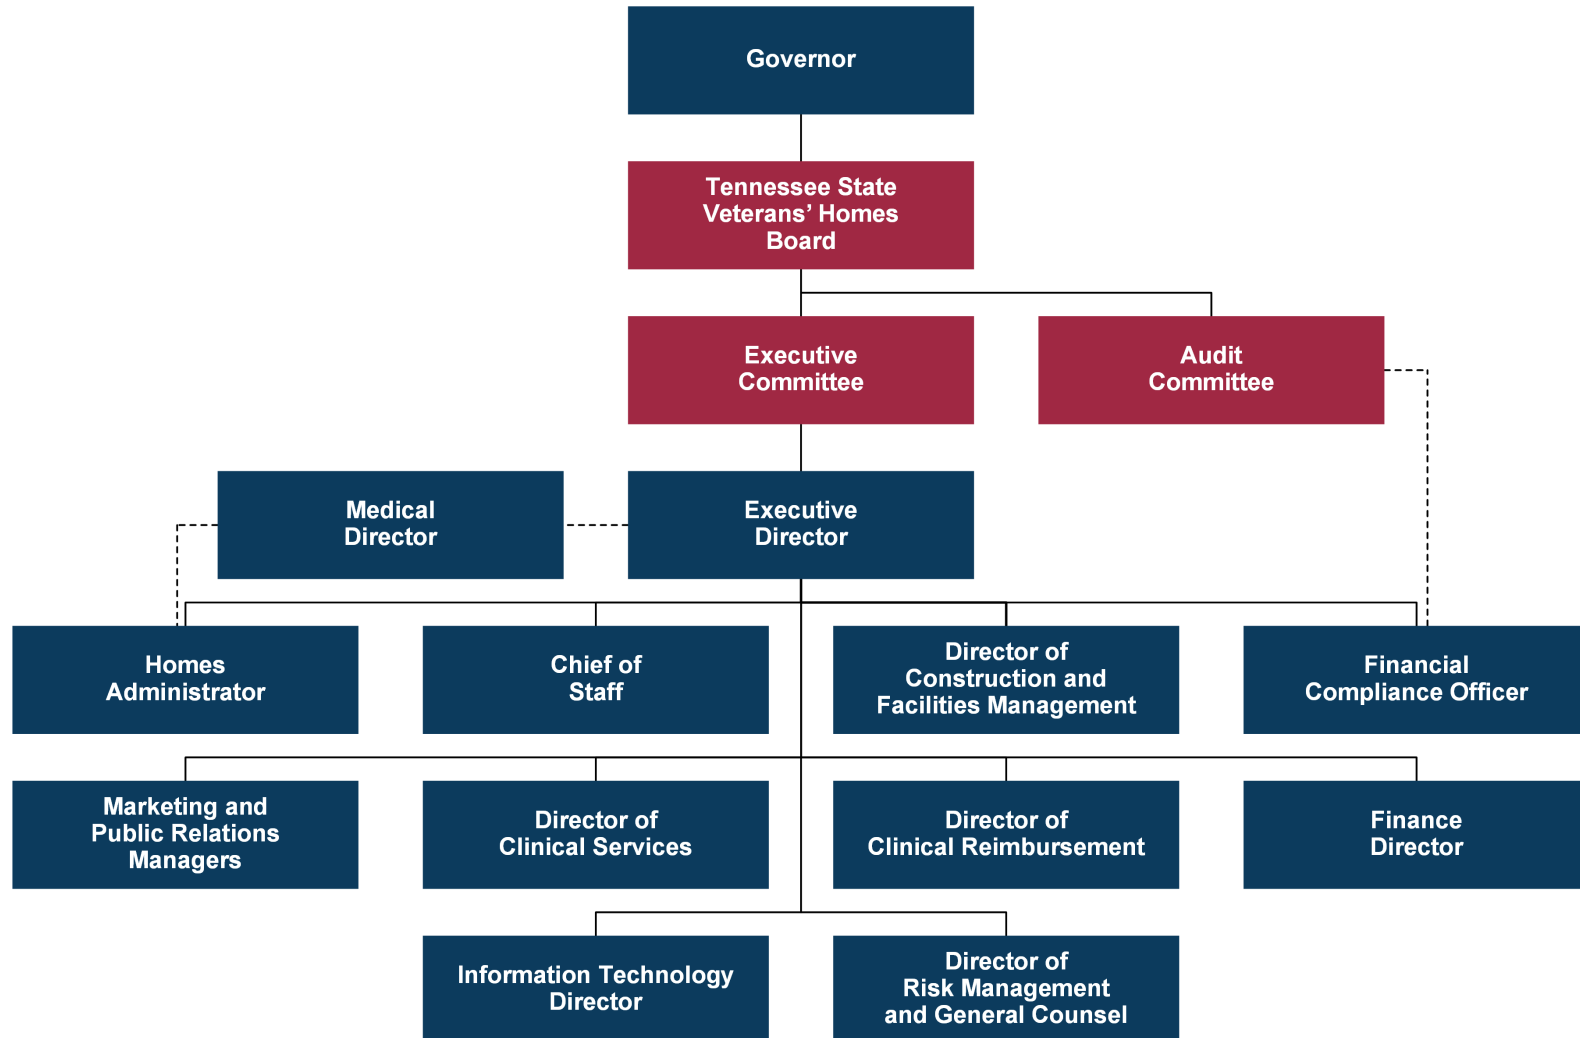 Governor
Tennessee State
Veterans’ Homes
Board
Executive
Committee
Audit
Committee
Medical
Director
Executive
Director
Homes
Administrator
Chief of
Staff
Director of
Construction and
Facilities Management
Financial
Compliance Officer
Marketing and
Public Relations
Managers
Director of
Clinical Services
Director of
Clinical Reimbursement
Finance
Director
Information Technology
Director
Director of
Risk Management
and General Counsel